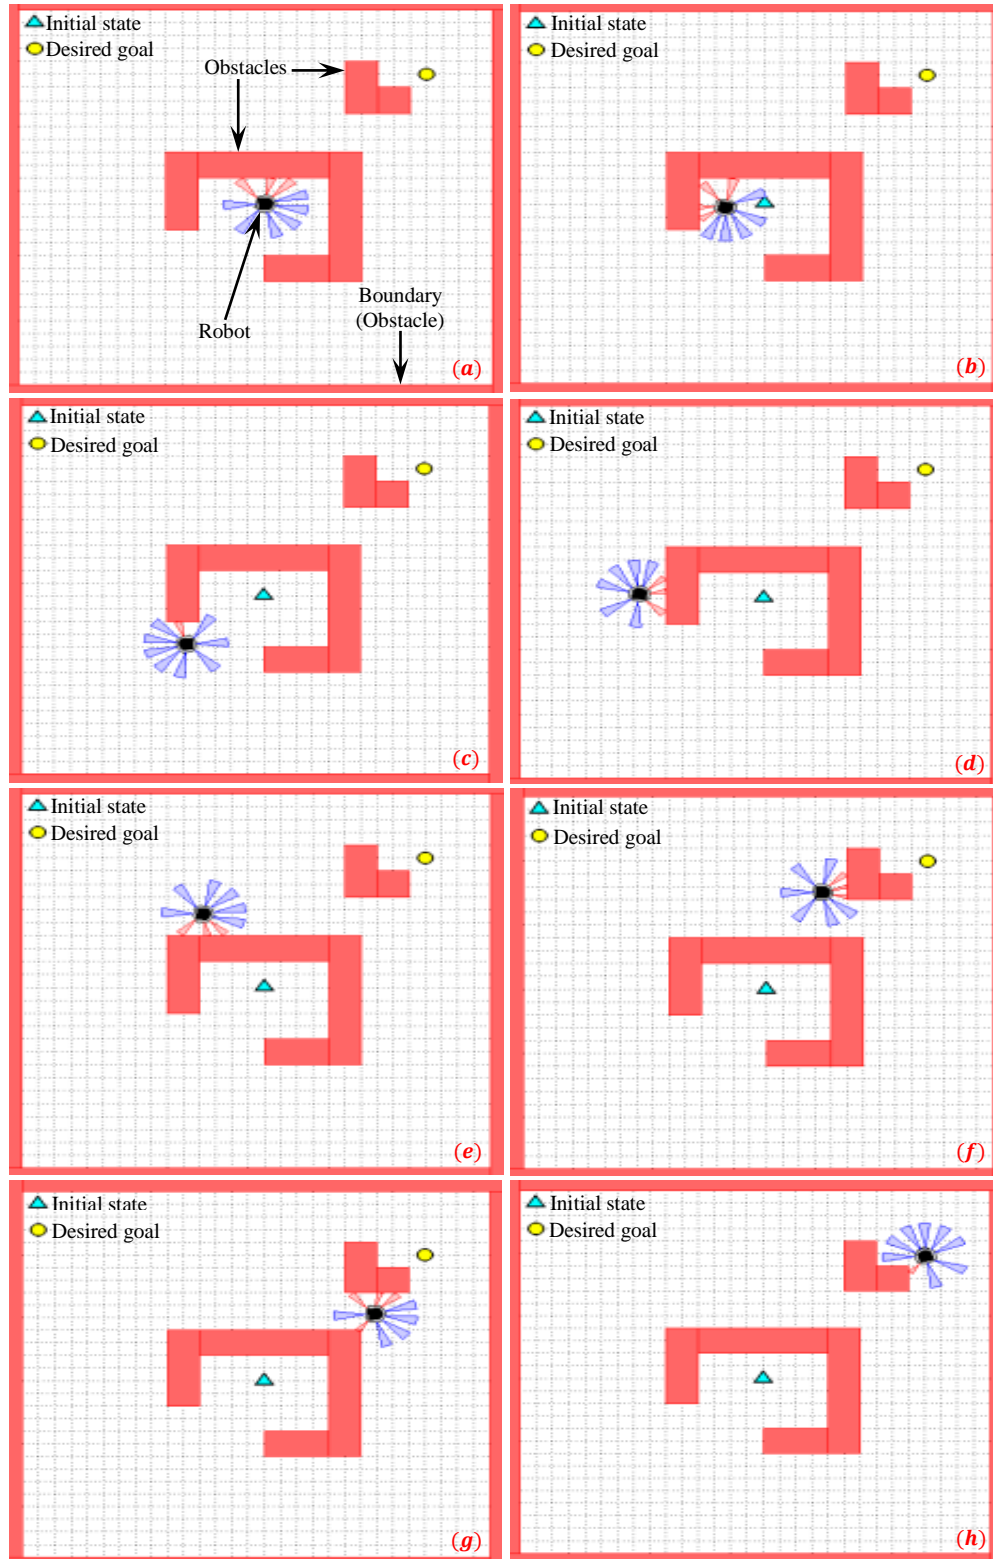 Initial state
Desired goal
Obstacles
Robot
Boundary
(Obstacle)
(a)
Initial state
Desired goal
(b)
Initial state
Desired goal
(c)
Initial state
Desired goal
(d)
Initial state
Desired goal
(e)
Initial state
Desired goal
(f)
Initial state
Desired goal
(g)
Initial state
Desired goal
(h)